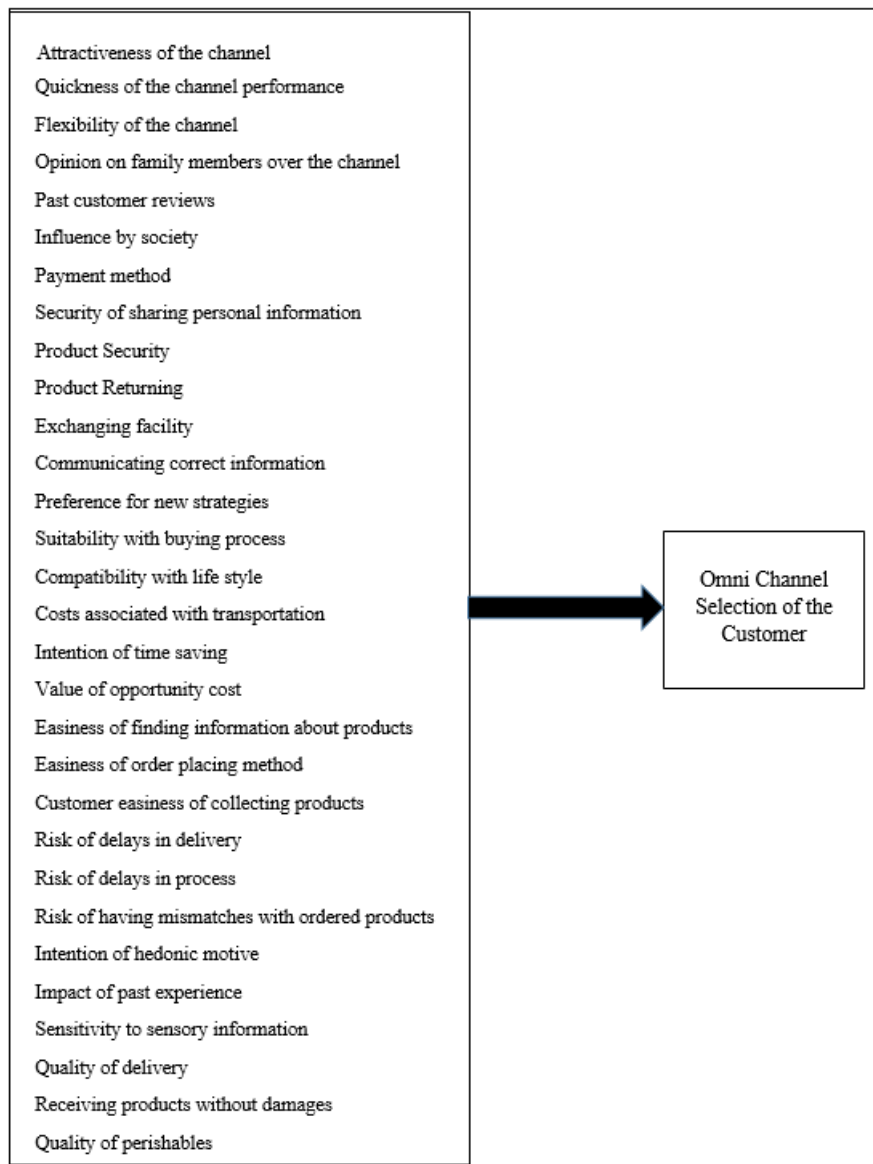 Attractiveness of the channel
Quickness of the channel performance
Flexibility of the channel
Opinion on family members over the channel
Past customer reviews
Influence by society
Payment method
Security of sharing personal information
Product Security
Product Returning
Exchanging facility
Communicating correct information
Preference for new strategies
Suitability with buying process
Compatibility with life style
Costs associated with transportation
Intention of time saving
Value of opportunity cost
Easiness of finding information about products
Easiness of order placing method
Customer easiness of collecting products
Risk of delays in delivery
Risk of delays in process
Risk of having mismatches with ordered products
Intention of hedonic motive
Impact of past experience
Sensitivity to sensory information
Quality of delivery
Receiving products without damages
Quality of perishables
Omni Channel
Selection of the
Customer